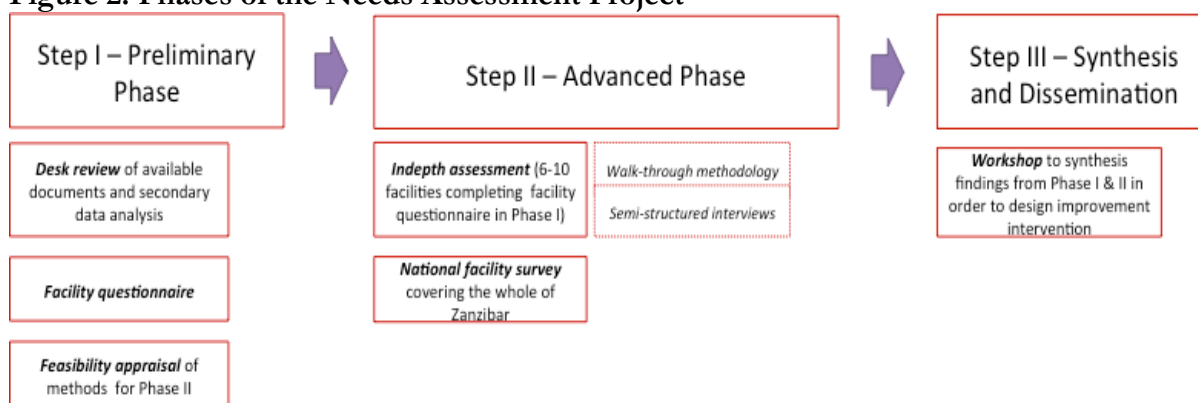 Figure 2. Phases of the Needs Assessment Project
Step I – Preliminary
Phase
Desk review of available
documents and secondary
data analysis
Facility questionnaire
Feasibility appraisal of
methods for Phase II
Step II – Advanced Phase
Indepth assessment (6-10
facilities completing facility
questionnaire in Phase I)
Walk-through methodology
Semi-structured interviews
National facility survey
covering the whole of
Zanzibar
Step III – Synthesis
and Dissemination
Workshop to synthesis
findings from Phase I & II in
order to design improvement
intervention